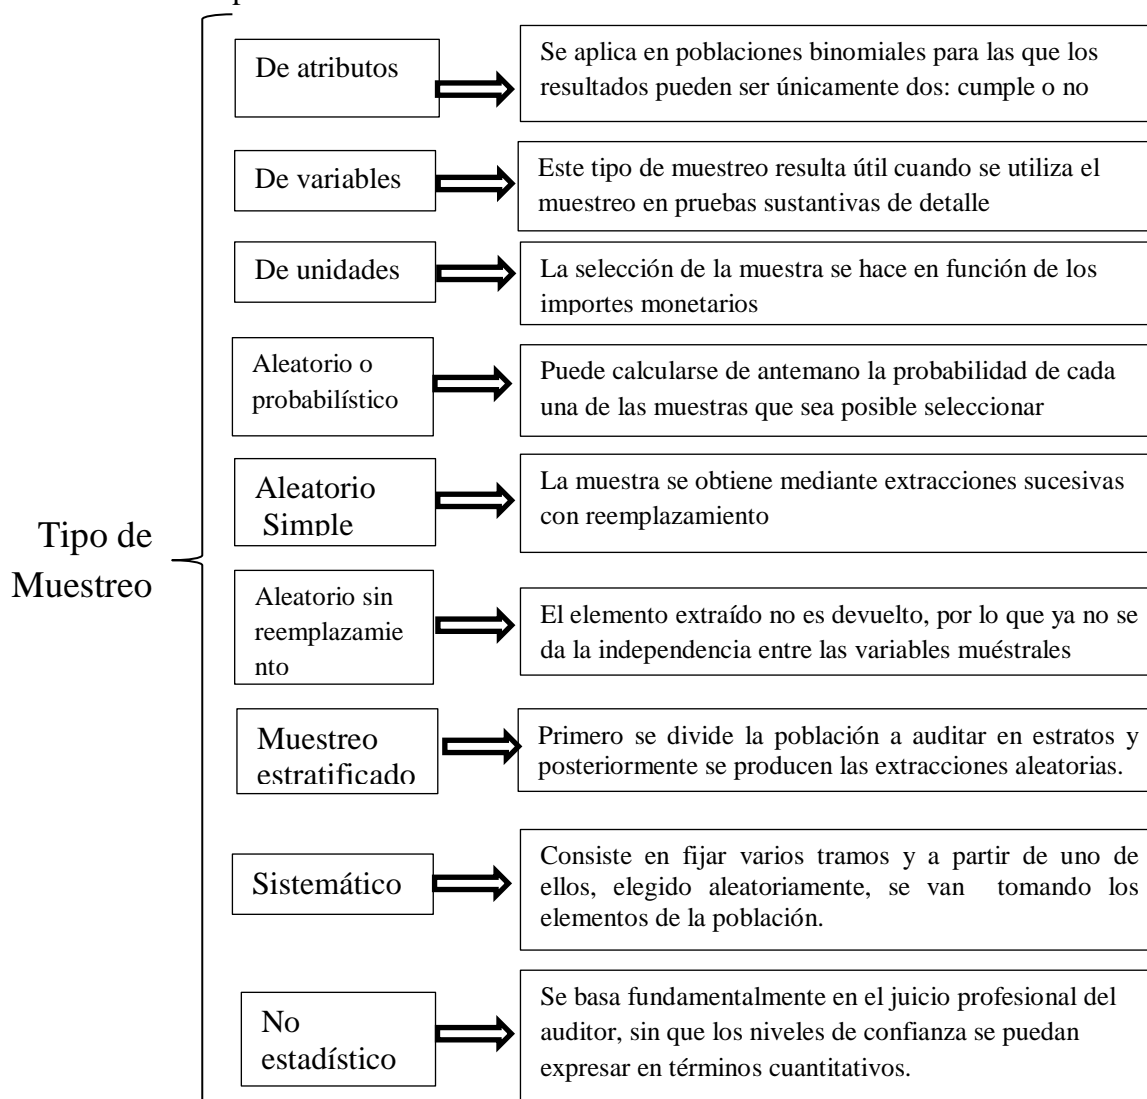 De atributos
Se aplica en poblaciones binomiales para las que los
resultados pueden ser únicamente dos: cumple o no
De variables
Este tipo de muestreo resulta útil cuando se utiliza el
muestreo en pruebas sustantivas de detalle
De unidades
La selección de la muestra se hace en función de los
importes monetarios
Aleatorio o
probabilístico
Puede calcularse de antemano la probabilidad de cada
una de las muestras que sea posible seleccionar
Aleatorio
Simple
La muestra se obtiene mediante extracciones sucesivas
con reemplazamiento
Tipo de
Muestreo
Aleatorio sin
reemplazamie
nto
El elemento extraído no es devuelto, por lo que ya no se
da la independencia entre las variables muéstrales
Muestreo
estratificado
Primero se divide la población a auditar en estratos y
posteriormente se producen las extracciones aleatorias.
Sistemático
Consiste en fijar varios tramos y a partir de uno de
ellos, elegido aleatoriamente, se van tomando los
elementos de la población.
No
estadístico
Se basa fundamentalmente en el juicio profesional del
auditor, sin que los niveles de confianza se puedan
expresar en términos cuantitativos.